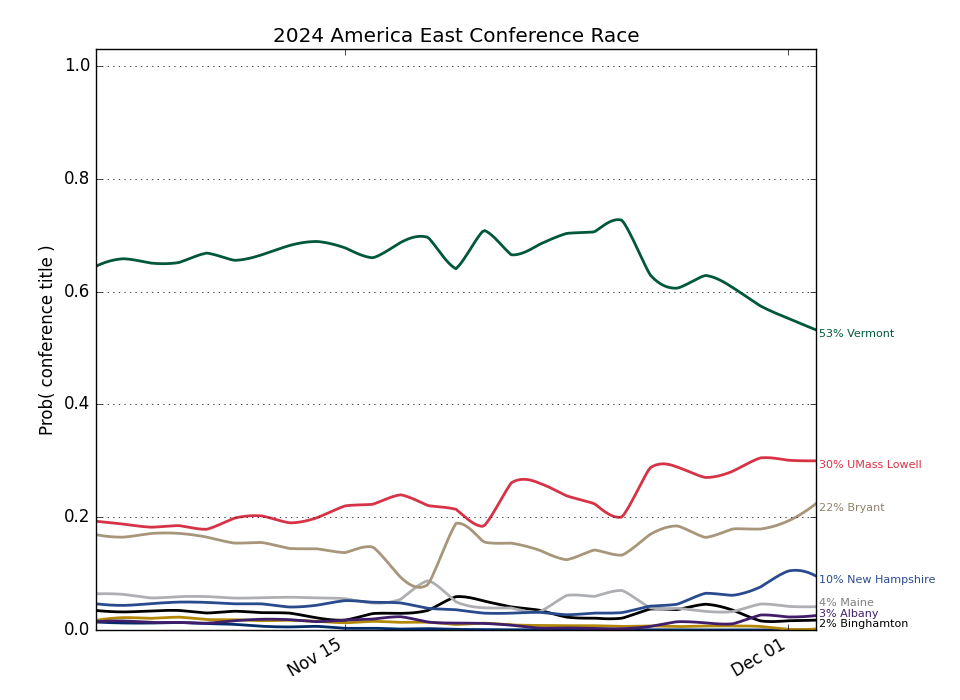 2024 America East Conference Race
1.0
0.8
0.6
0.4
0.2
0.0
Prob( conference title )
Nov 15
Dec 01
53% Vermont
30% UMass Lowell
22% Bryant
10% New Hampshire
4% Maine
3% Albany
2% Binghamton